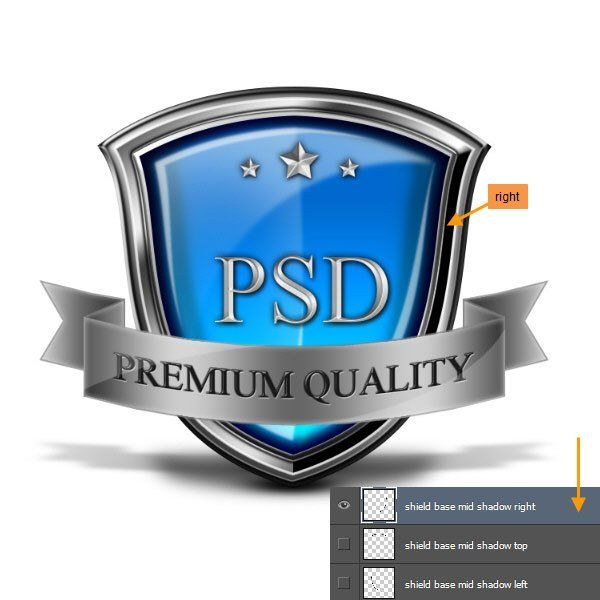 right
PSD
PREMIUM QUALITY
shield base mid shadow right
shield base mid shadow top
shield base mid shadow left